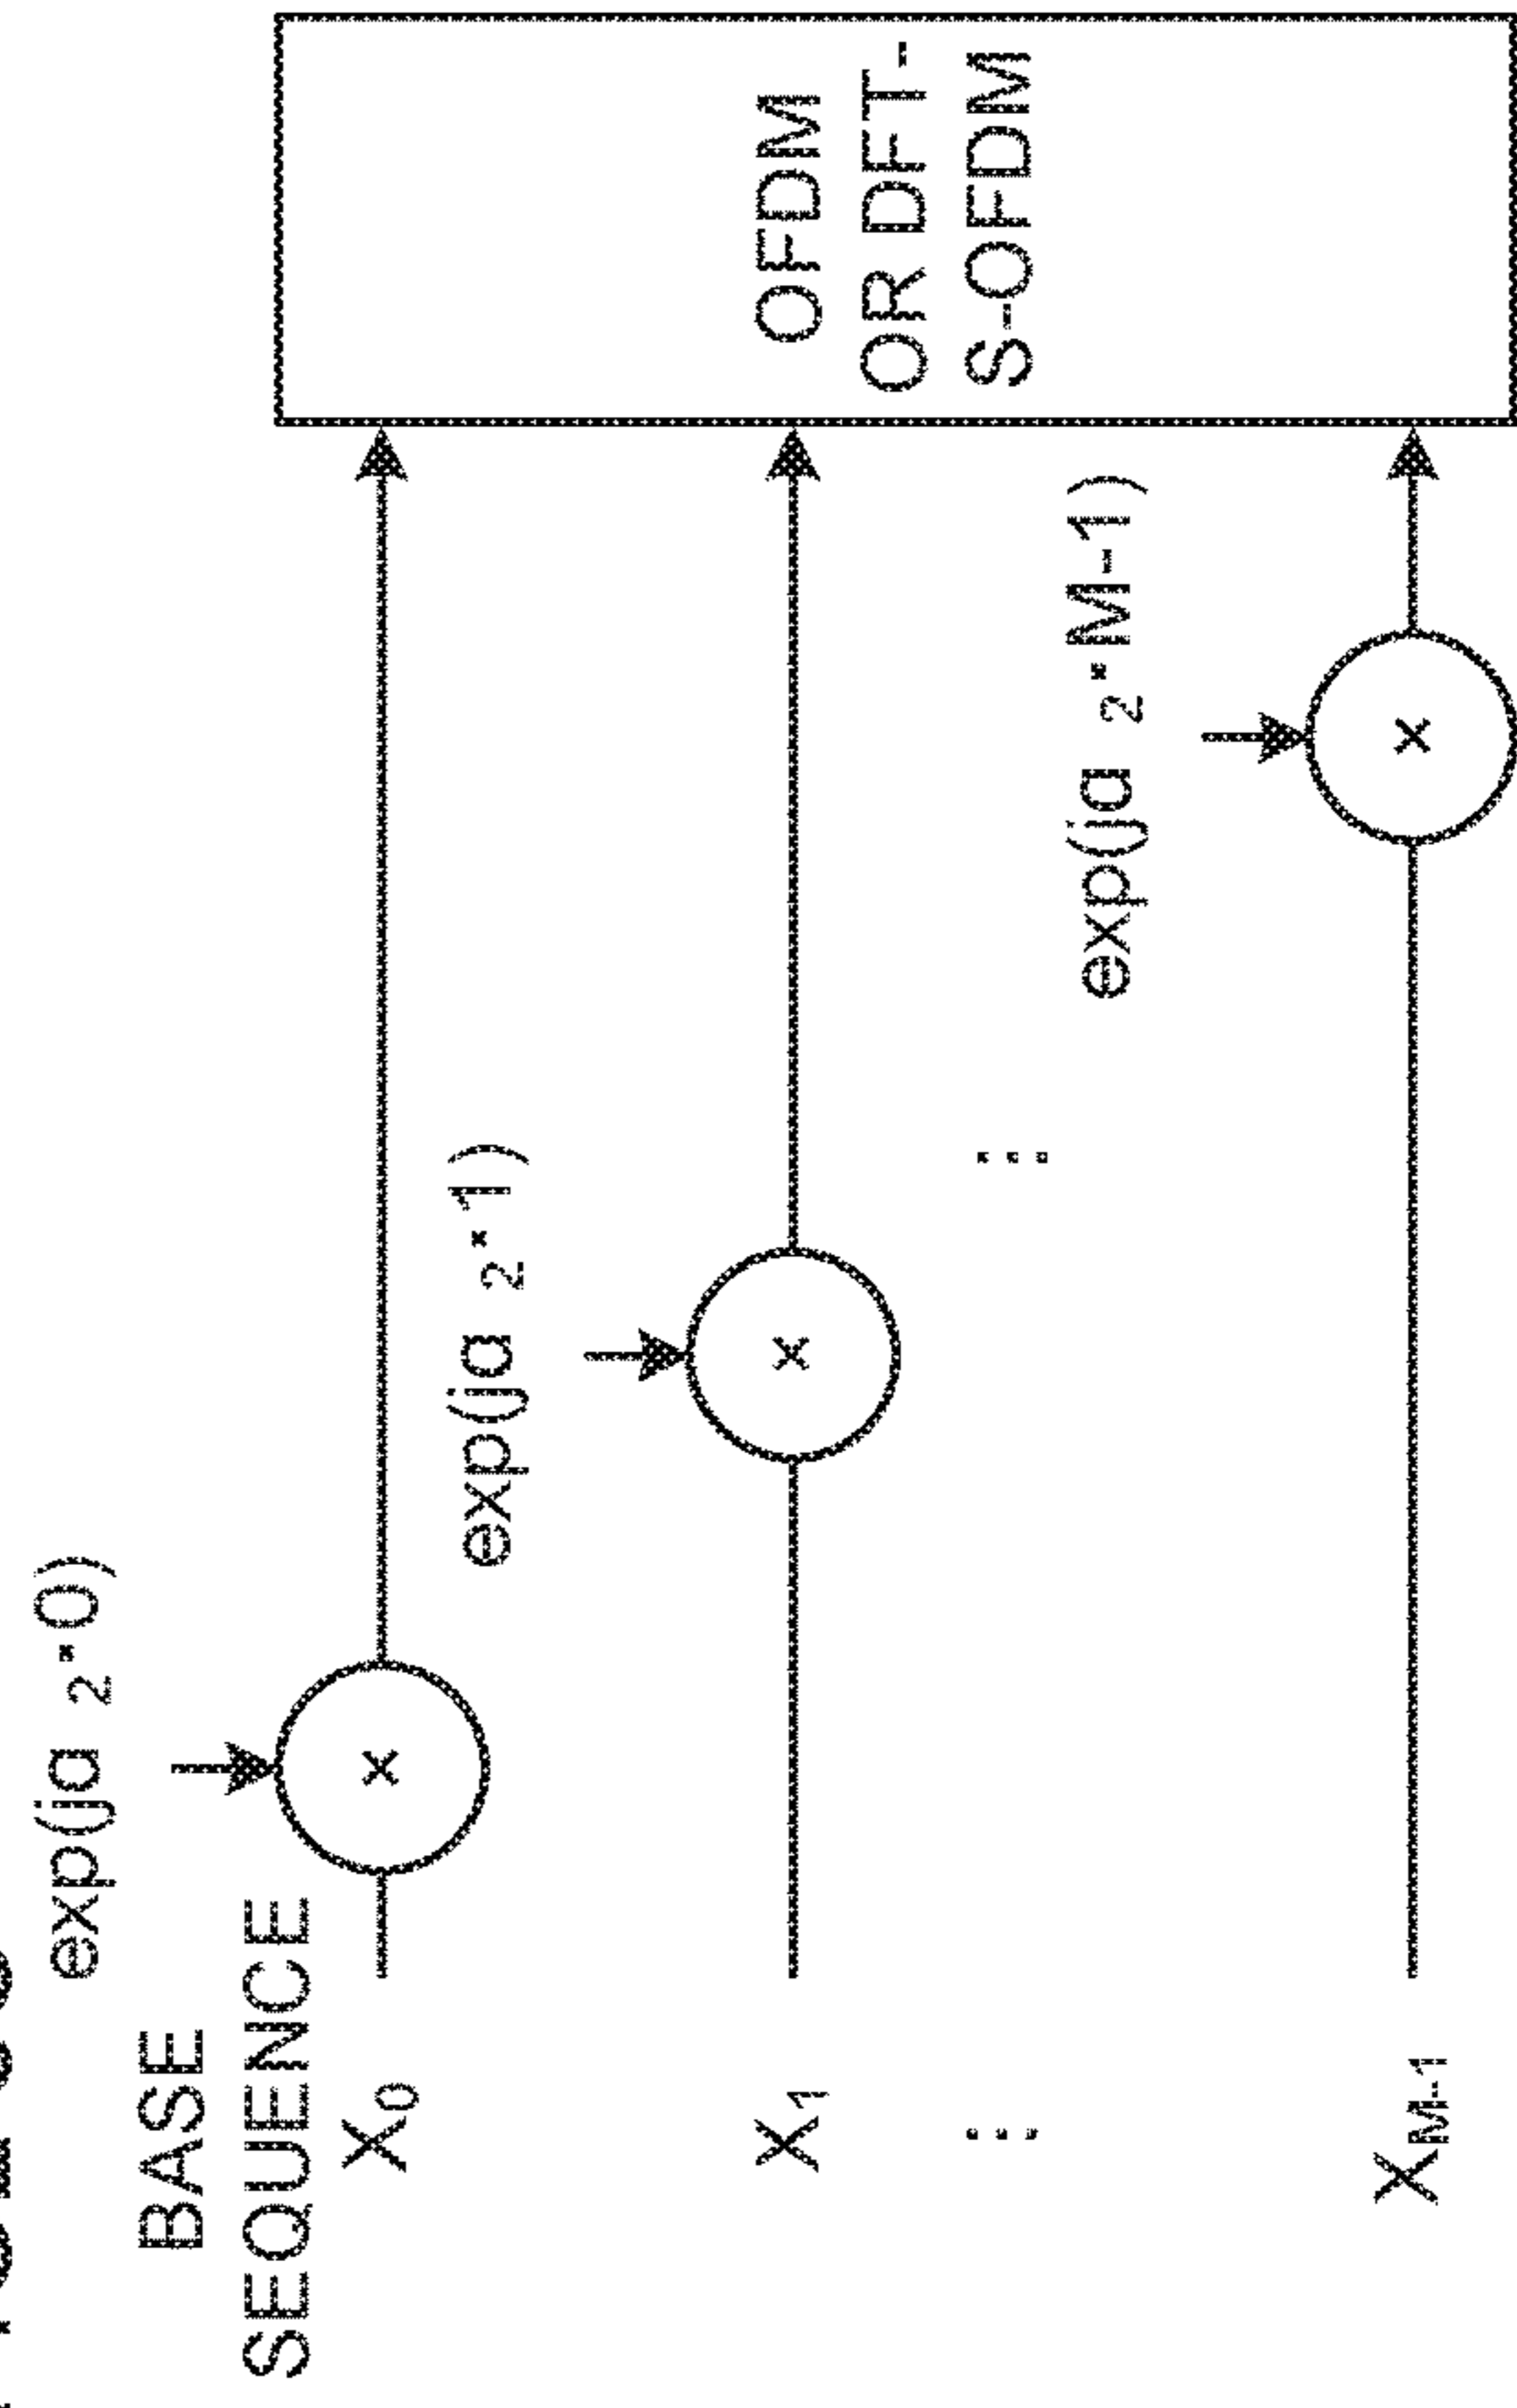 exp(jα 2*0)
BASE
SEQUENCE
X0
×
exp(jα 2*1)
X1
×
⋮
⋮
exp(jα 2*M-1)
XM-1
×
OFDM
OR DFT-
S-OFDM